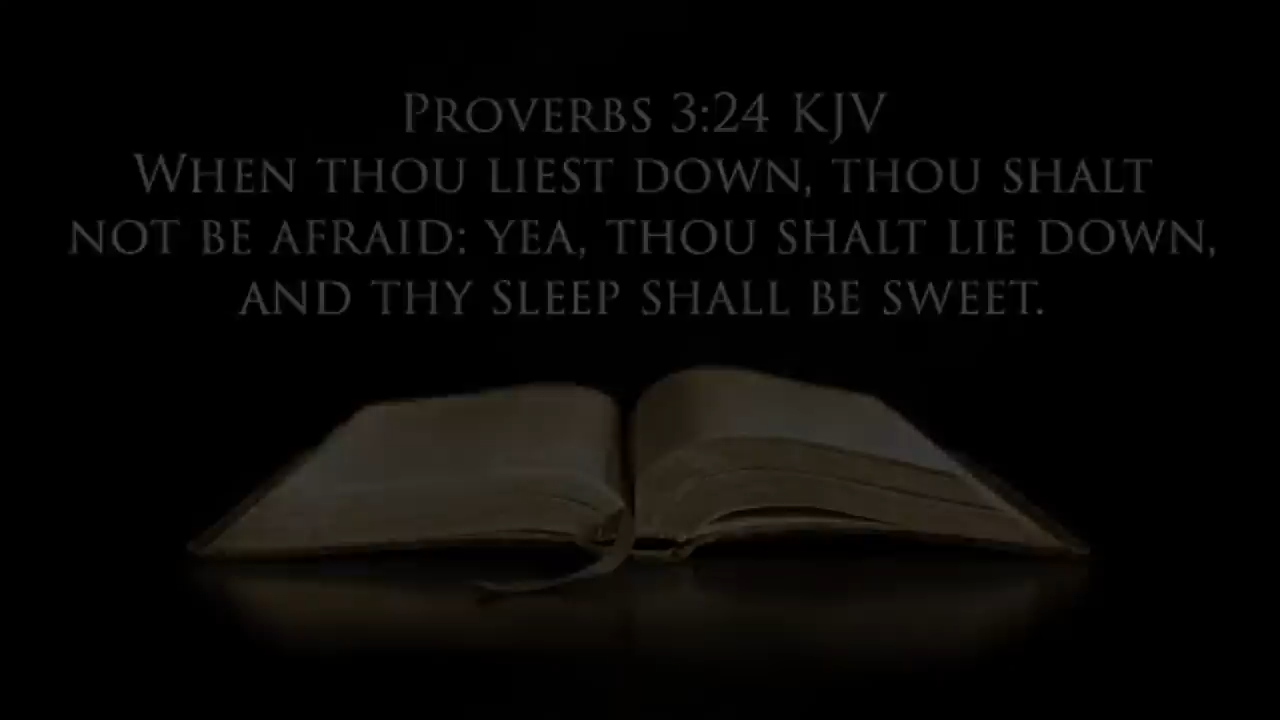 Proverbs 3:24 KJV
When thou liest down, thou shalt
not be afraid: yea, thou shalt lie down,
and thy sleep shall be sweet.